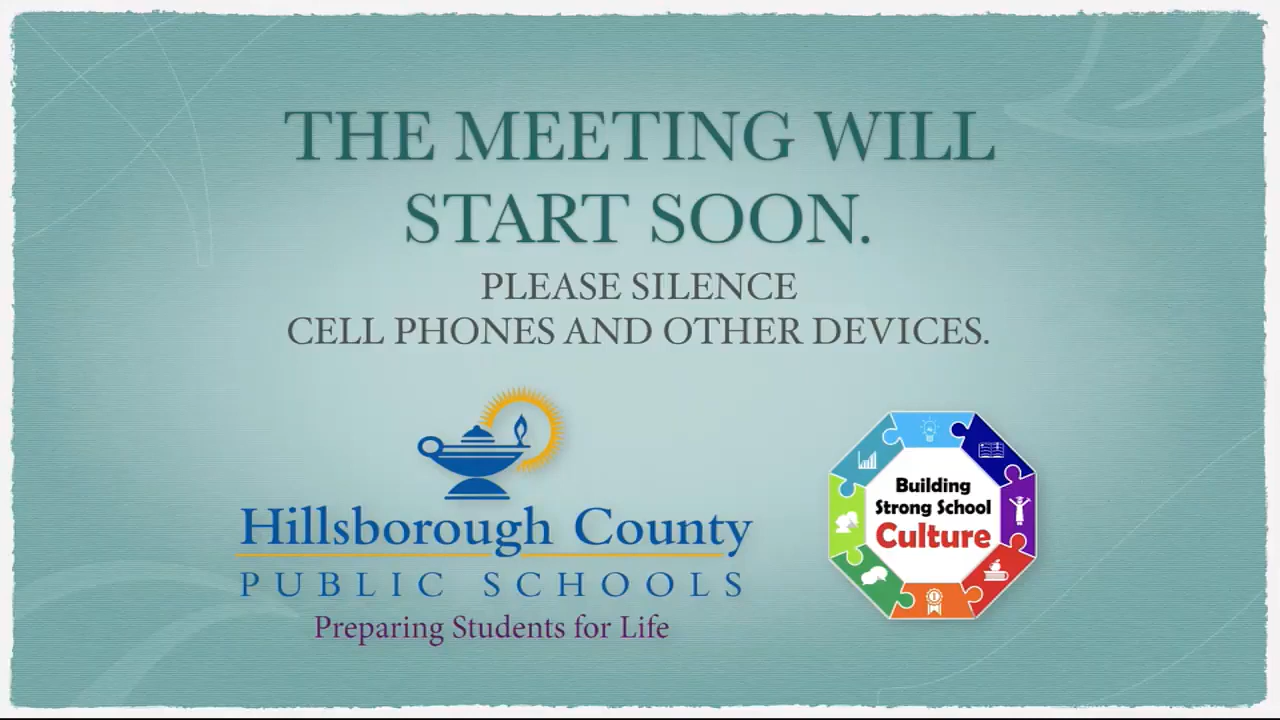 THE MEETING WILL
START SOON.
PLEASE SILENCE
CELL PHONES AND OTHER DEVICES.
Hillsborough County
PUBLIC SCHOOLS
Preparing Students for Life
Building
Strong School
Culture